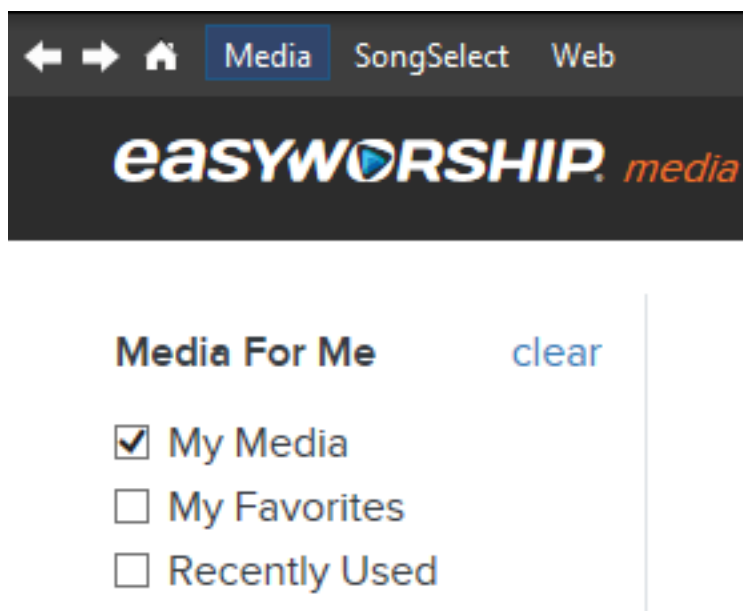 Media SongSelect Web
easyworship. media
Media For Me clear
My Media
My Favorites
Recently Used